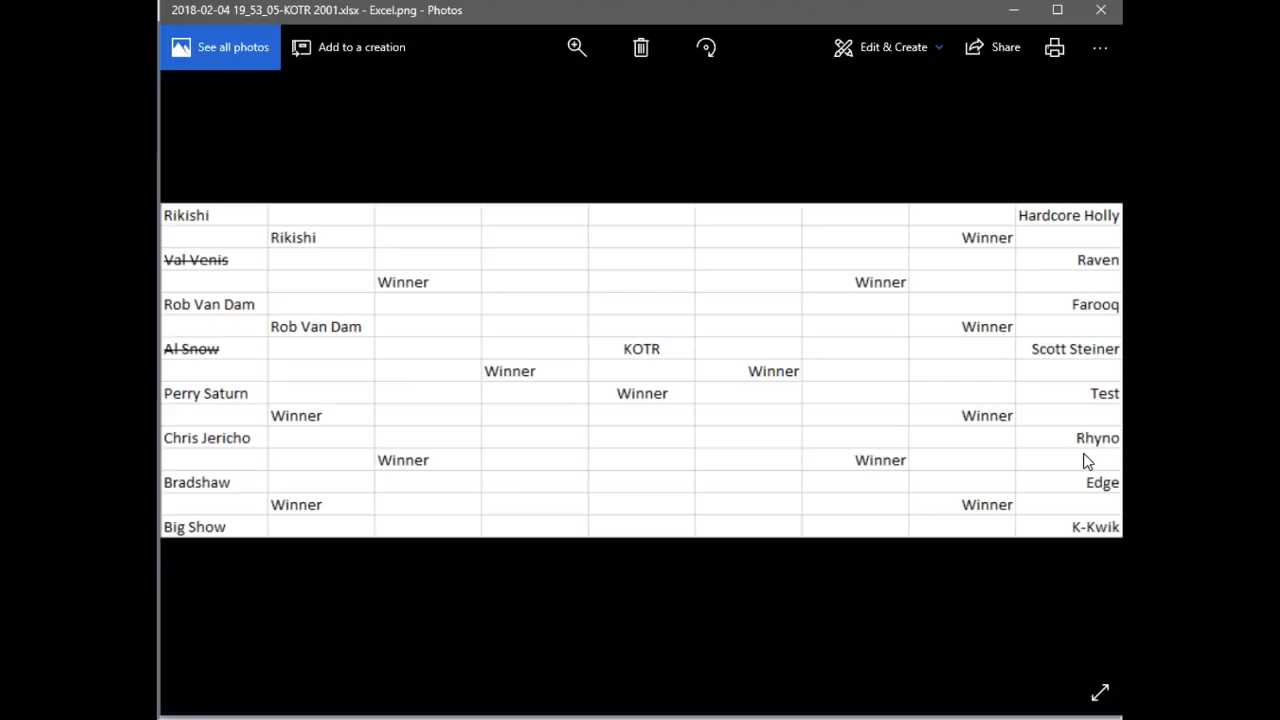 2018-02-04 19_53_05-KOTR 2001.xlsx - Excel.png - Photos
See all photos Add to a creation Edit & Create Share
Rikishi Hardcore Holly
Rikishi Winner
Val Venis Raven
Winner Winner
Rob Van Dam Farooq
Rob Van Dam Winner
Al Snow KOTR Scott Steiner
Winner Winner
Perry Saturn Winner Test
Winner Winner
Chris Jericho Rhyno
Winner Winner
Bradshaw Edge
Winner Winner
Big Show K-Kwik